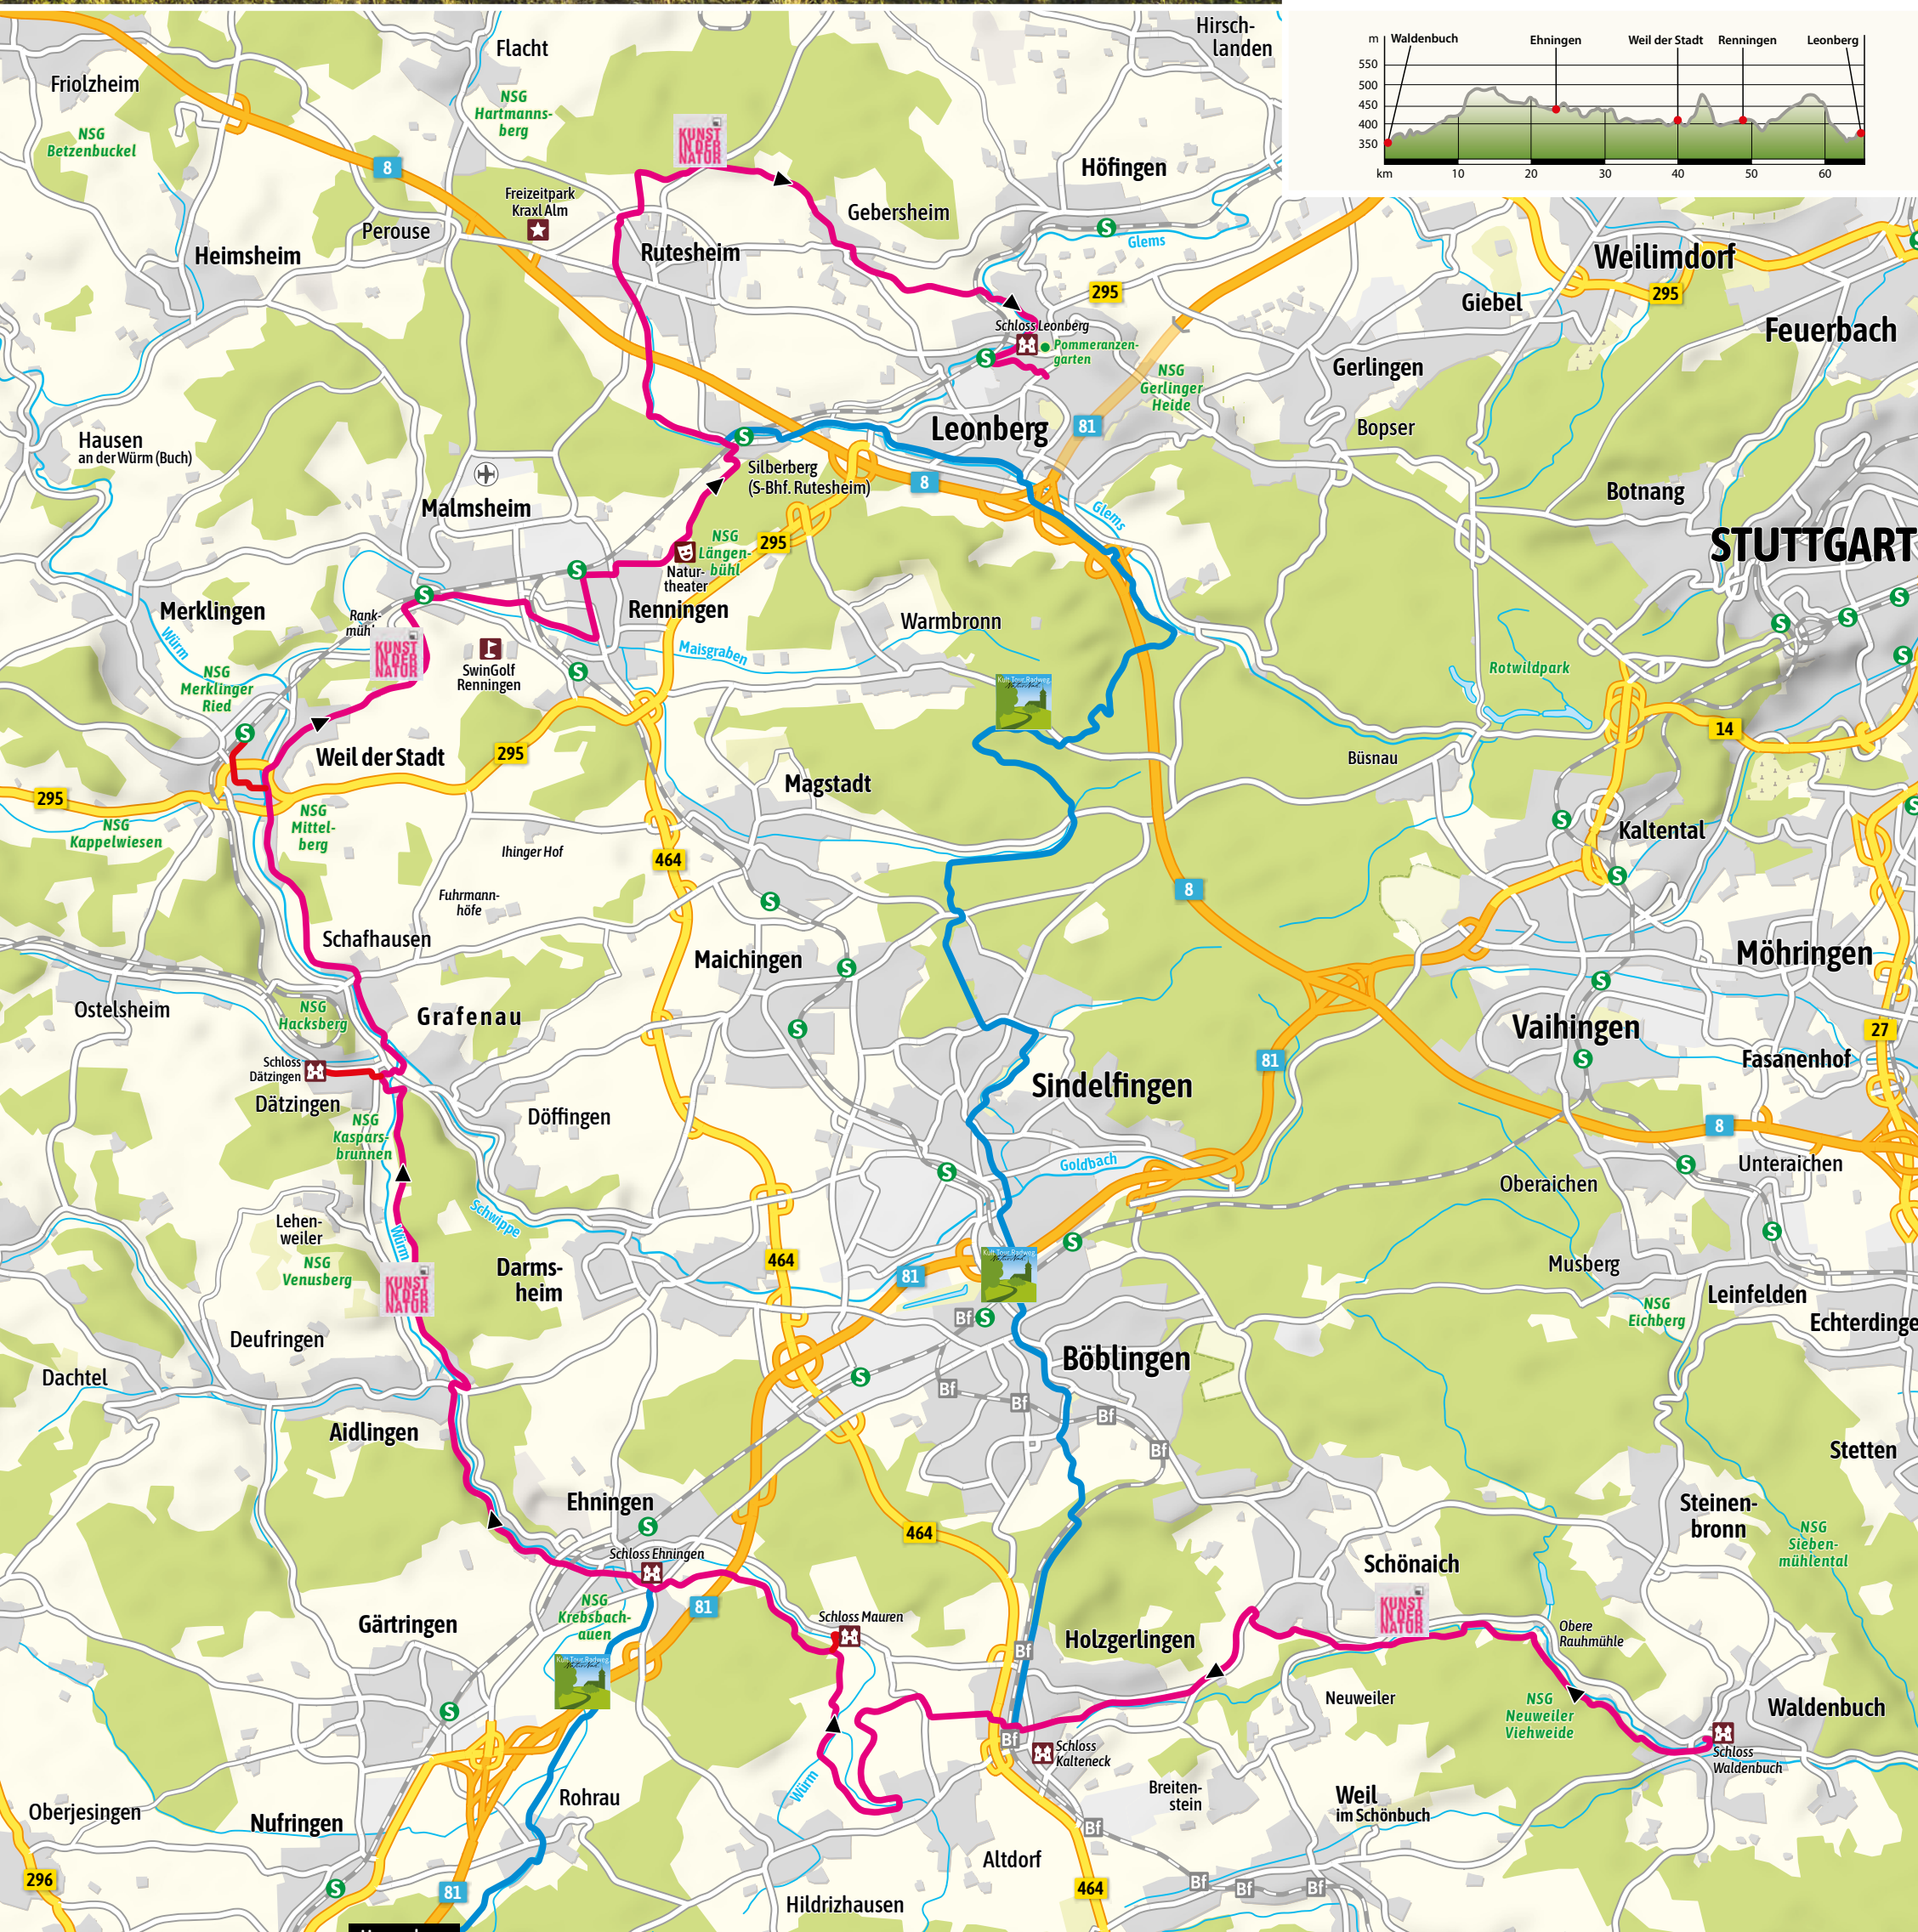 Flacht
Hirsch-
landen
Friolzheim
NSG
Hartmanns-
berg
NSG
Betzenbuckel
m
Waldenbuch
Ehningen
Weil der Stadt
Renningen
Leonberg
550
500
450
400
350
km
10
20
30
40
50
60
KUNST
IN DER
NATUR
8
Höfingen
Freizeitpark
Kraxl Alm
Gebersheim
Perouse
S
Glems
Heimsheim
Rutesheim
Weilimdorf
295
295
Giebel
Schloss Leonberg
Feuerbach
S
Pommeranzen-
garten
Gerlingen
NSG
Gerlinger
Heide
Leonberg
81
Bopser
Hausen
an der Würm (Buch)
S
Silberberg
(S-Bhf. Rutesheim)
8
Botnang
Malmsheim
Glems
STUTTGART
295
NSG
Längen-
bühl
Natur-
theater
S
S
Merklingen
Renningen
Warmbronn
Rank-
müh
KUNST
IN DER
NATUR
Würm
SwinGolf
Renningen
S
Maisgraben
Rotwildpark
S
S
S
S
NSG
Merklinger
Ried
Kult.Tour.Radweg
S
14
Weil der Stadt
295
Büsnau
Magstadt
295
NSG
Kappelwiesen
NSG
Mittel-
berg
S
Kaltental
Ihinger Hof
464
S
8
Fuhrmann-
höfe
S
Schafhausen
Maichingen
S
Möhringen
S
Ostelsheim
NSG
Hacksberg
Grafenau
S
Vaihingen
27
Schloss
Dätzingen
81
S
Fasanenhof
Sindelfingen
Dätzingen
Döffingen
NSG
Kaspars-
brunnen
8
Goldbach
S
S
Unteraichen
Oberaichen
Lehen-
weiler
Schwippe
Würm
S
S
NSG
Venusberg
Darms-
heim
464
81
Kult.Tour.Radweg
Musberg
KUNST
IN DER
NATUR
Leinfelden
NSG
Eichberg
Bf
S
Echterdinge
Deufringen
Böblingen
Dachtel
S
Bf
Bf
Bf
Bf
Aidlingen
Stetten
Ehningen
S
464
Steinen-
bronn
NSG
Sieben-
mühlental
Schloss Ehningen
Schönaich
NSG
Krebsbach-
auen
81
KUNST
IN DER
NATUR
Schloss Mauren
Gärtringen
Holzgerlingen
Bf
Obere
Rauhmühle
Kult.Tour.Radweg
Neuweiler
NSG
Neuweiler
Viehweide
Waldenbuch
S
Bf
Schloss
Kalteneck
Schloss
Waldenbuch
Würm
Breiten-
stein
Weil
im Schönbuch
Oberjesingen
Rohrau
Nufringen
Bf
Altdorf
296
S
81
464
Bf
Bf
Bf
Hildrizhausen